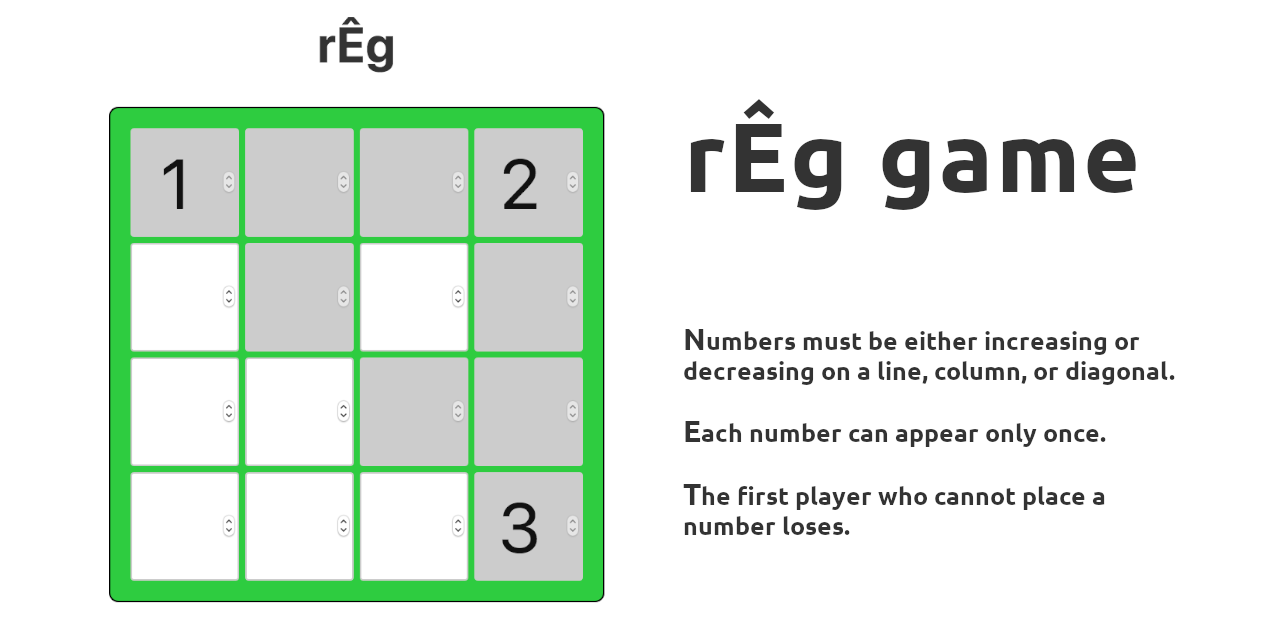 rÊg
1 2
3
rÊg game
Numbers must be either increasing or
decreasing on a line, column, or diagonal.
Each number can appear only once.
The first player who cannot place a
number loses.